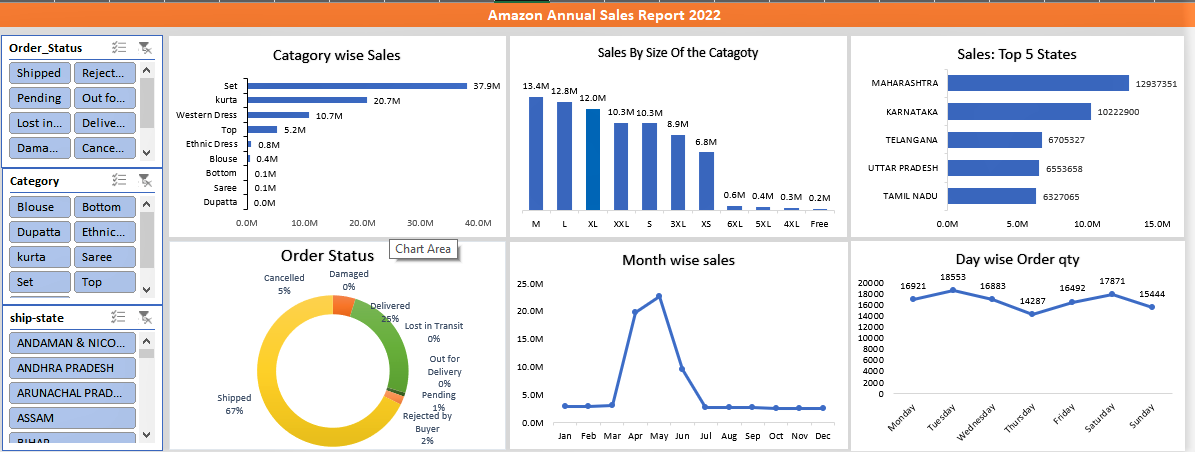 Amazon Annual Sales Report 2022
Order_Status
Shipped
Reject...
Pending
Out fo...
Lost in...
Delive...
Dama...
Cance...
Category
Blouse
Bottom
Dupatta
Ethnic...
kurta
Saree
Set
Top
ship-state
ANDAMAN & NICO...
ANDHRA PRADESH
ARUNACHAL PRAD...
ASSAM
BIHAR
Catagory wise Sales
Set 37.9M
kurta 20.7M
Western Dress 10.7M
Top 5.2M
Ethnic Dress 0.8M
Blouse 0.4M
Bottom 0.1M
Saree 0.1M
Dupatta 0.0M
0.0M 10.0M 20.0M 30.0M 40.0M
Sales By Size Of the Catagoty
13.4M 12.8M 12.0M 10.3M 10.3M 8.9M 6.8M 0.6M 0.4M 0.3M 0.2M
M L XL XXL S 3XL XS 6XL 5XL 4XL Free
Sales: Top 5 States
MAHARASHTRA 12937351
KARNATAKA 10222900
TELANGANA 6705327
UTTAR PRADESH 6553658
TAMIL NADU 6327065
0.0M 5.0M 10.0M 15.0M
Order Status
Chart Area
Cancelled
5%
Damaged
0%
Delivered
25%
Lost in Transit
0%
Out for
Delivery
0%
Pending
1%
Rejected by
Buyer
2%
Shipped
67%
Month wise sales
25.0M
20.0M
15.0M
10.0M
5.0M
0.0M
Jan Feb Mar Apr May Jun Jul Aug Sep Oct Nov Dec
Day wise Order qty
20000
18000
16000
14000
12000
10000
8000
6000
4000
2000
0
16921 18553 16883 14287 16492 17871 15444
Monday Tuesday Wednesday Thursday Friday Saturday Sunday